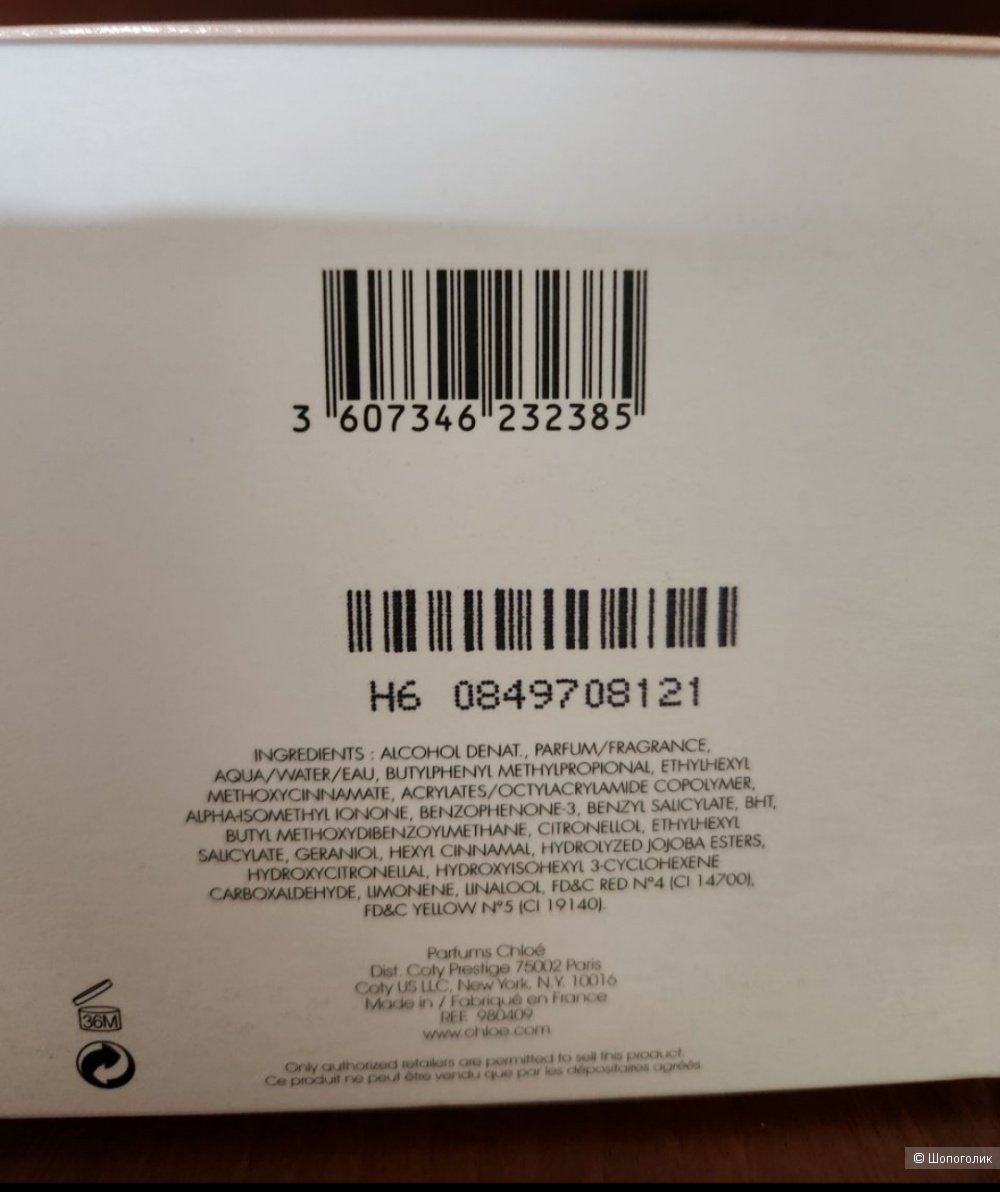 3 607346 232385
H6 0849708121
INGREDIENTS : ALCOHOL DENAT., PARFUM/FRAGRANCE,
AQUA/WATER/EAU, BUTYLPHENYL METHYLPROPIONAL, ETHYLHEXYL
METHOXYCINNAMATE, ACRYLATES/OCTYLACRYLAMIDE COPOLYMER,
ALPHA-ISOMETHYL IONONE, BENZOPHENONE-3, BENZYL SALICYLATE, BHT,
BUTYL METHOXYDIBENZOYLMETHANE, CITRONELLOL, ETHYLHEXYL
SALICYLATE, GERANIOL, HEXYL CINNAMAL, HYDROLYZED JOJOBA ESTERS,
HYDROXYCITRONELLAL, HYDROXYISOHEXYL 3-CYCLOHEXENE
CARBOXALDEHYDE, LIMONENE, LINALOOL, FD&C RED N°4 (CI 14700),
FD&C YELLOW N°5 (CI 19140).
Parfums Chloé
Dist. Coty Prestige 75002 Paris
Coty US LLC, New York, N.Y. 10016
Made in / Fabriqué en France
REF. 980409
www.chloe.com
36M
Only authorized retailers are permitted to sell this product.
Ce produit ne peut être vendu que par les dépositaires agréés.
© Шопоголик